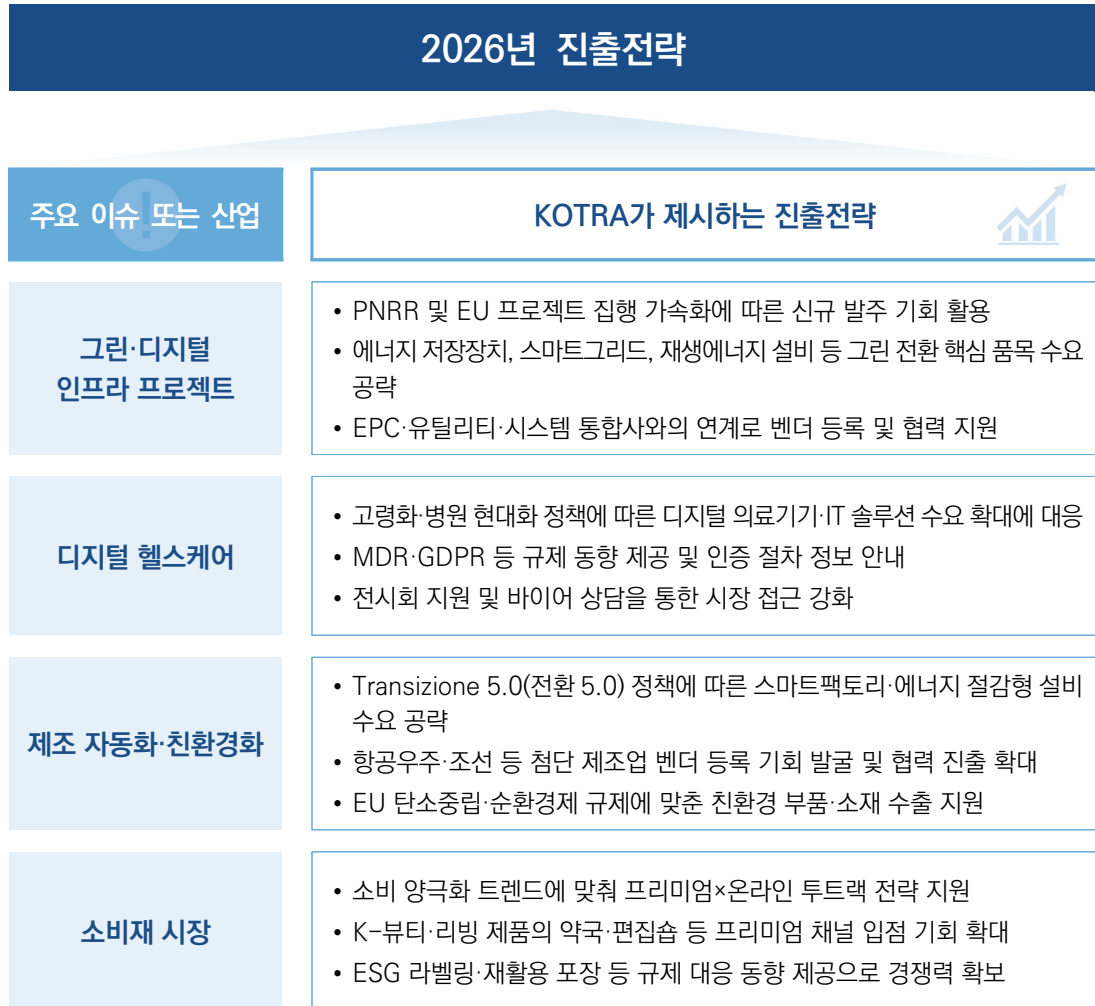 2026년 진출전략
주요 이슈 또는 산업
KOTRA가 제시하는 진출전략
그린·디지털
인프라 프로젝트
• PNRR 및 EU 프로젝트 집행 가속화에 따른 신규 발주 기회 활용
• 에너지 저장장치, 스마트그리드, 재생에너지 설비 등 그린 전환 핵심 품목 수요
공략
• EPC·유틸리티·시스템 통합사와의 연계로 벤더 등록 및 협력 지원
디지털 헬스케어
• 고령화·병원 현대화 정책에 따른 디지털 의료기기·IT 솔루션 수요 확대에 대응
• MDR·GDPR 등 규제 동향 제공 및 인증 절차 정보 안내
• 전시회 지원 및 바이어 상담을 통한 시장 접근 강화
제조 자동화·친환경화
• Transizione 5.0(전환 5.0) 정책에 따른 스마트팩토리·에너지 절감형 설비
수요 공략
• 항공우주·조선 등 첨단 제조업 벤더 등록 기회 발굴 및 협력 진출 확대
• EU 탄소중립·순환경제 규제에 맞춘 친환경 부품·소재 수출 지원
소비재 시장
• 소비 양극화 트렌드에 맞춰 프리미엄×온라인 투트랙 전략 지원
• K-뷰티·리빙 제품의 약국·편집숍 등 프리미엄 채널 입점 기회 확대
• ESG 라벨링·재활용 포장 등 규제 대응 동향 제공으로 경쟁력 확보